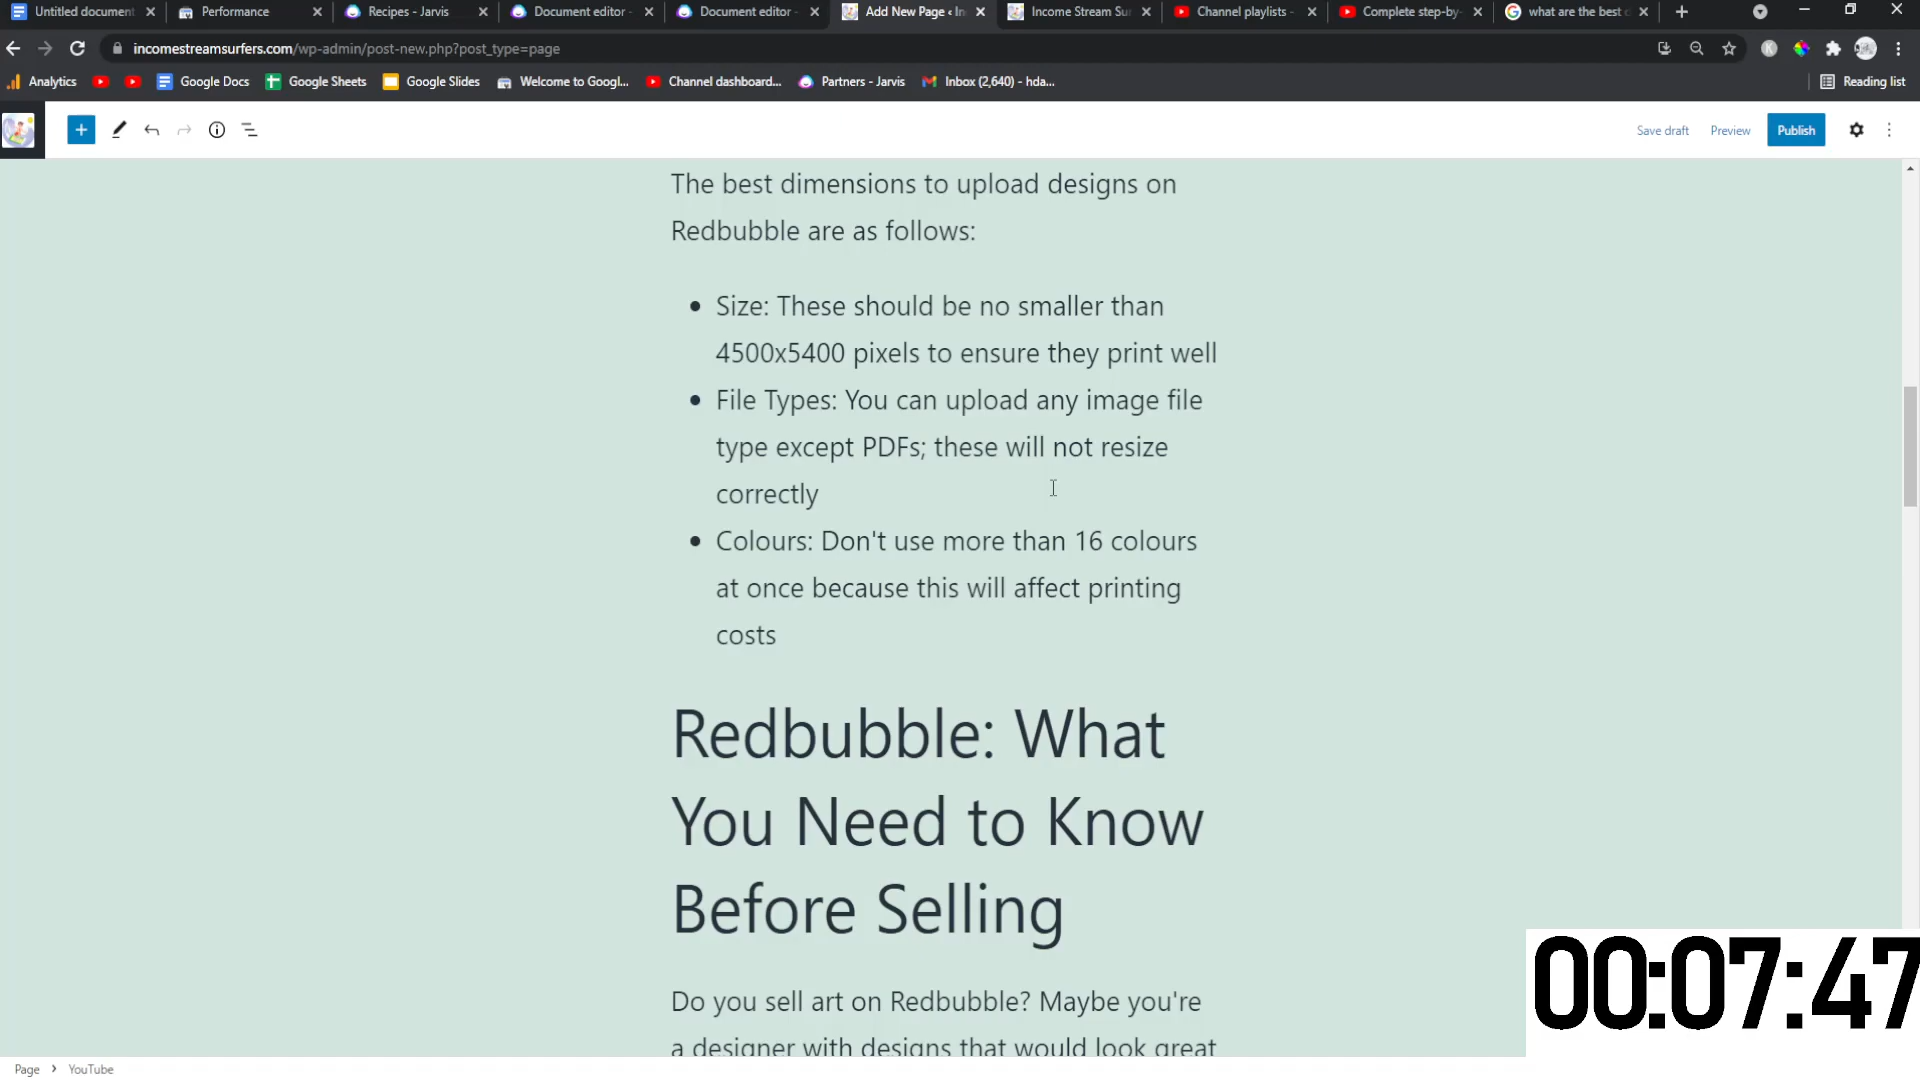 Untitled document
Performance
Recipes - Jarvis
Document editor -
Document editor -
Add New Page ‹ In
Income Stream Su
Channel playlists -
Complete step-by-
what are the best c
incomestreamsurfers.com/wp-admin/post-new.php?post_type=page
Analytics
Google Docs
Google Sheets
Google Slides
Welcome to Googl...
Channel dashboard...
Partners - Jarvis
Inbox (2,640) - hda...
Reading list
Save draft
Preview
Publish
The best dimensions to upload designs on
Redbubble are as follows:
Size: These should be no smaller than
4500x5400 pixels to ensure they print well
File Types: You can upload any image file
type except PDFs; these will not resize
correctly
Colours: Don't use more than 16 colours
at once because this will affect printing
costs
Redbubble: What
You Need to Know
Before Selling
Do you sell art on Redbubble? Maybe you're
a designer with designs that would look great
00:07:47
Page › YouTube